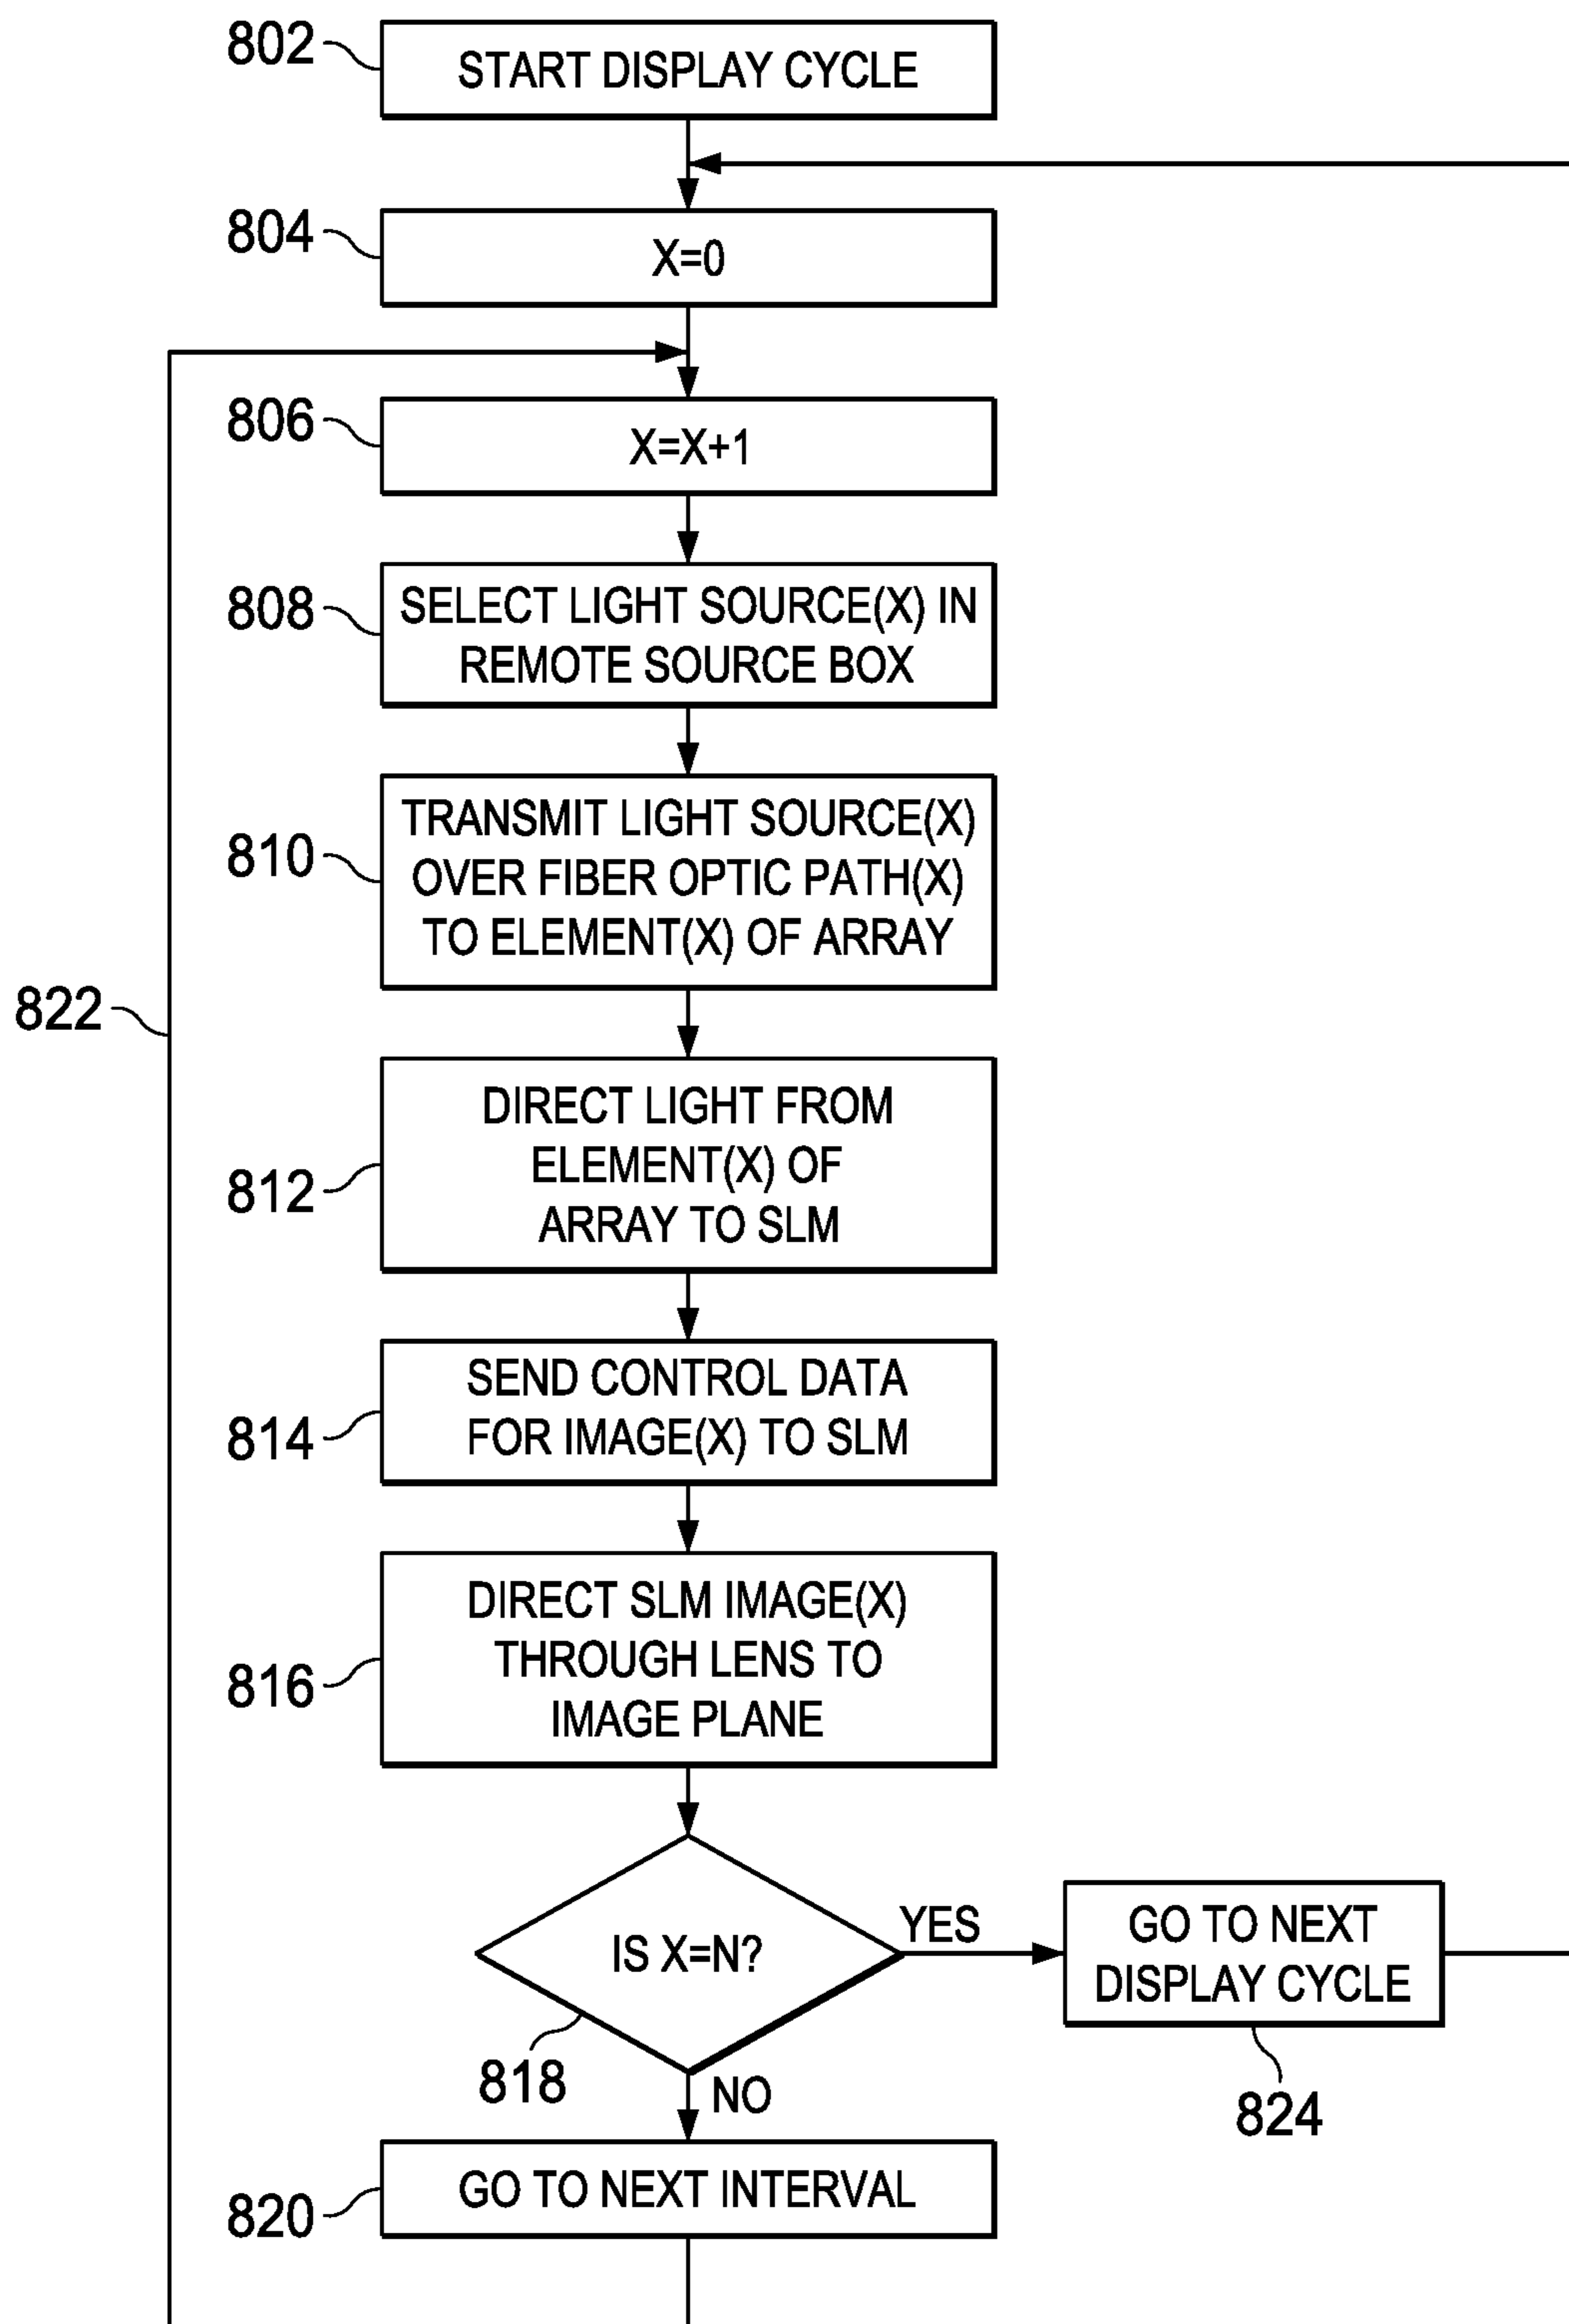 802
START DISPLAY CYCLE
804
X=0
806
X=X+1
808
SELECT LIGHT SOURCE(X) IN
REMOTE SOURCE BOX
810
TRANSMIT LIGHT SOURCE(X)
OVER FIBER OPTIC PATH(X)
TO ELEMENT(X) OF ARRAY
822
812
DIRECT LIGHT FROM
ELEMENT(X) OF
ARRAY TO SLM
814
SEND CONTROL DATA
FOR IMAGE(X) TO SLM
816
DIRECT SLM IMAGE(X)
THROUGH LENS TO
IMAGE PLANE
IS X=N?
818
YES
GO TO NEXT
DISPLAY CYCLE
824
NO
820
GO TO NEXT INTERVAL